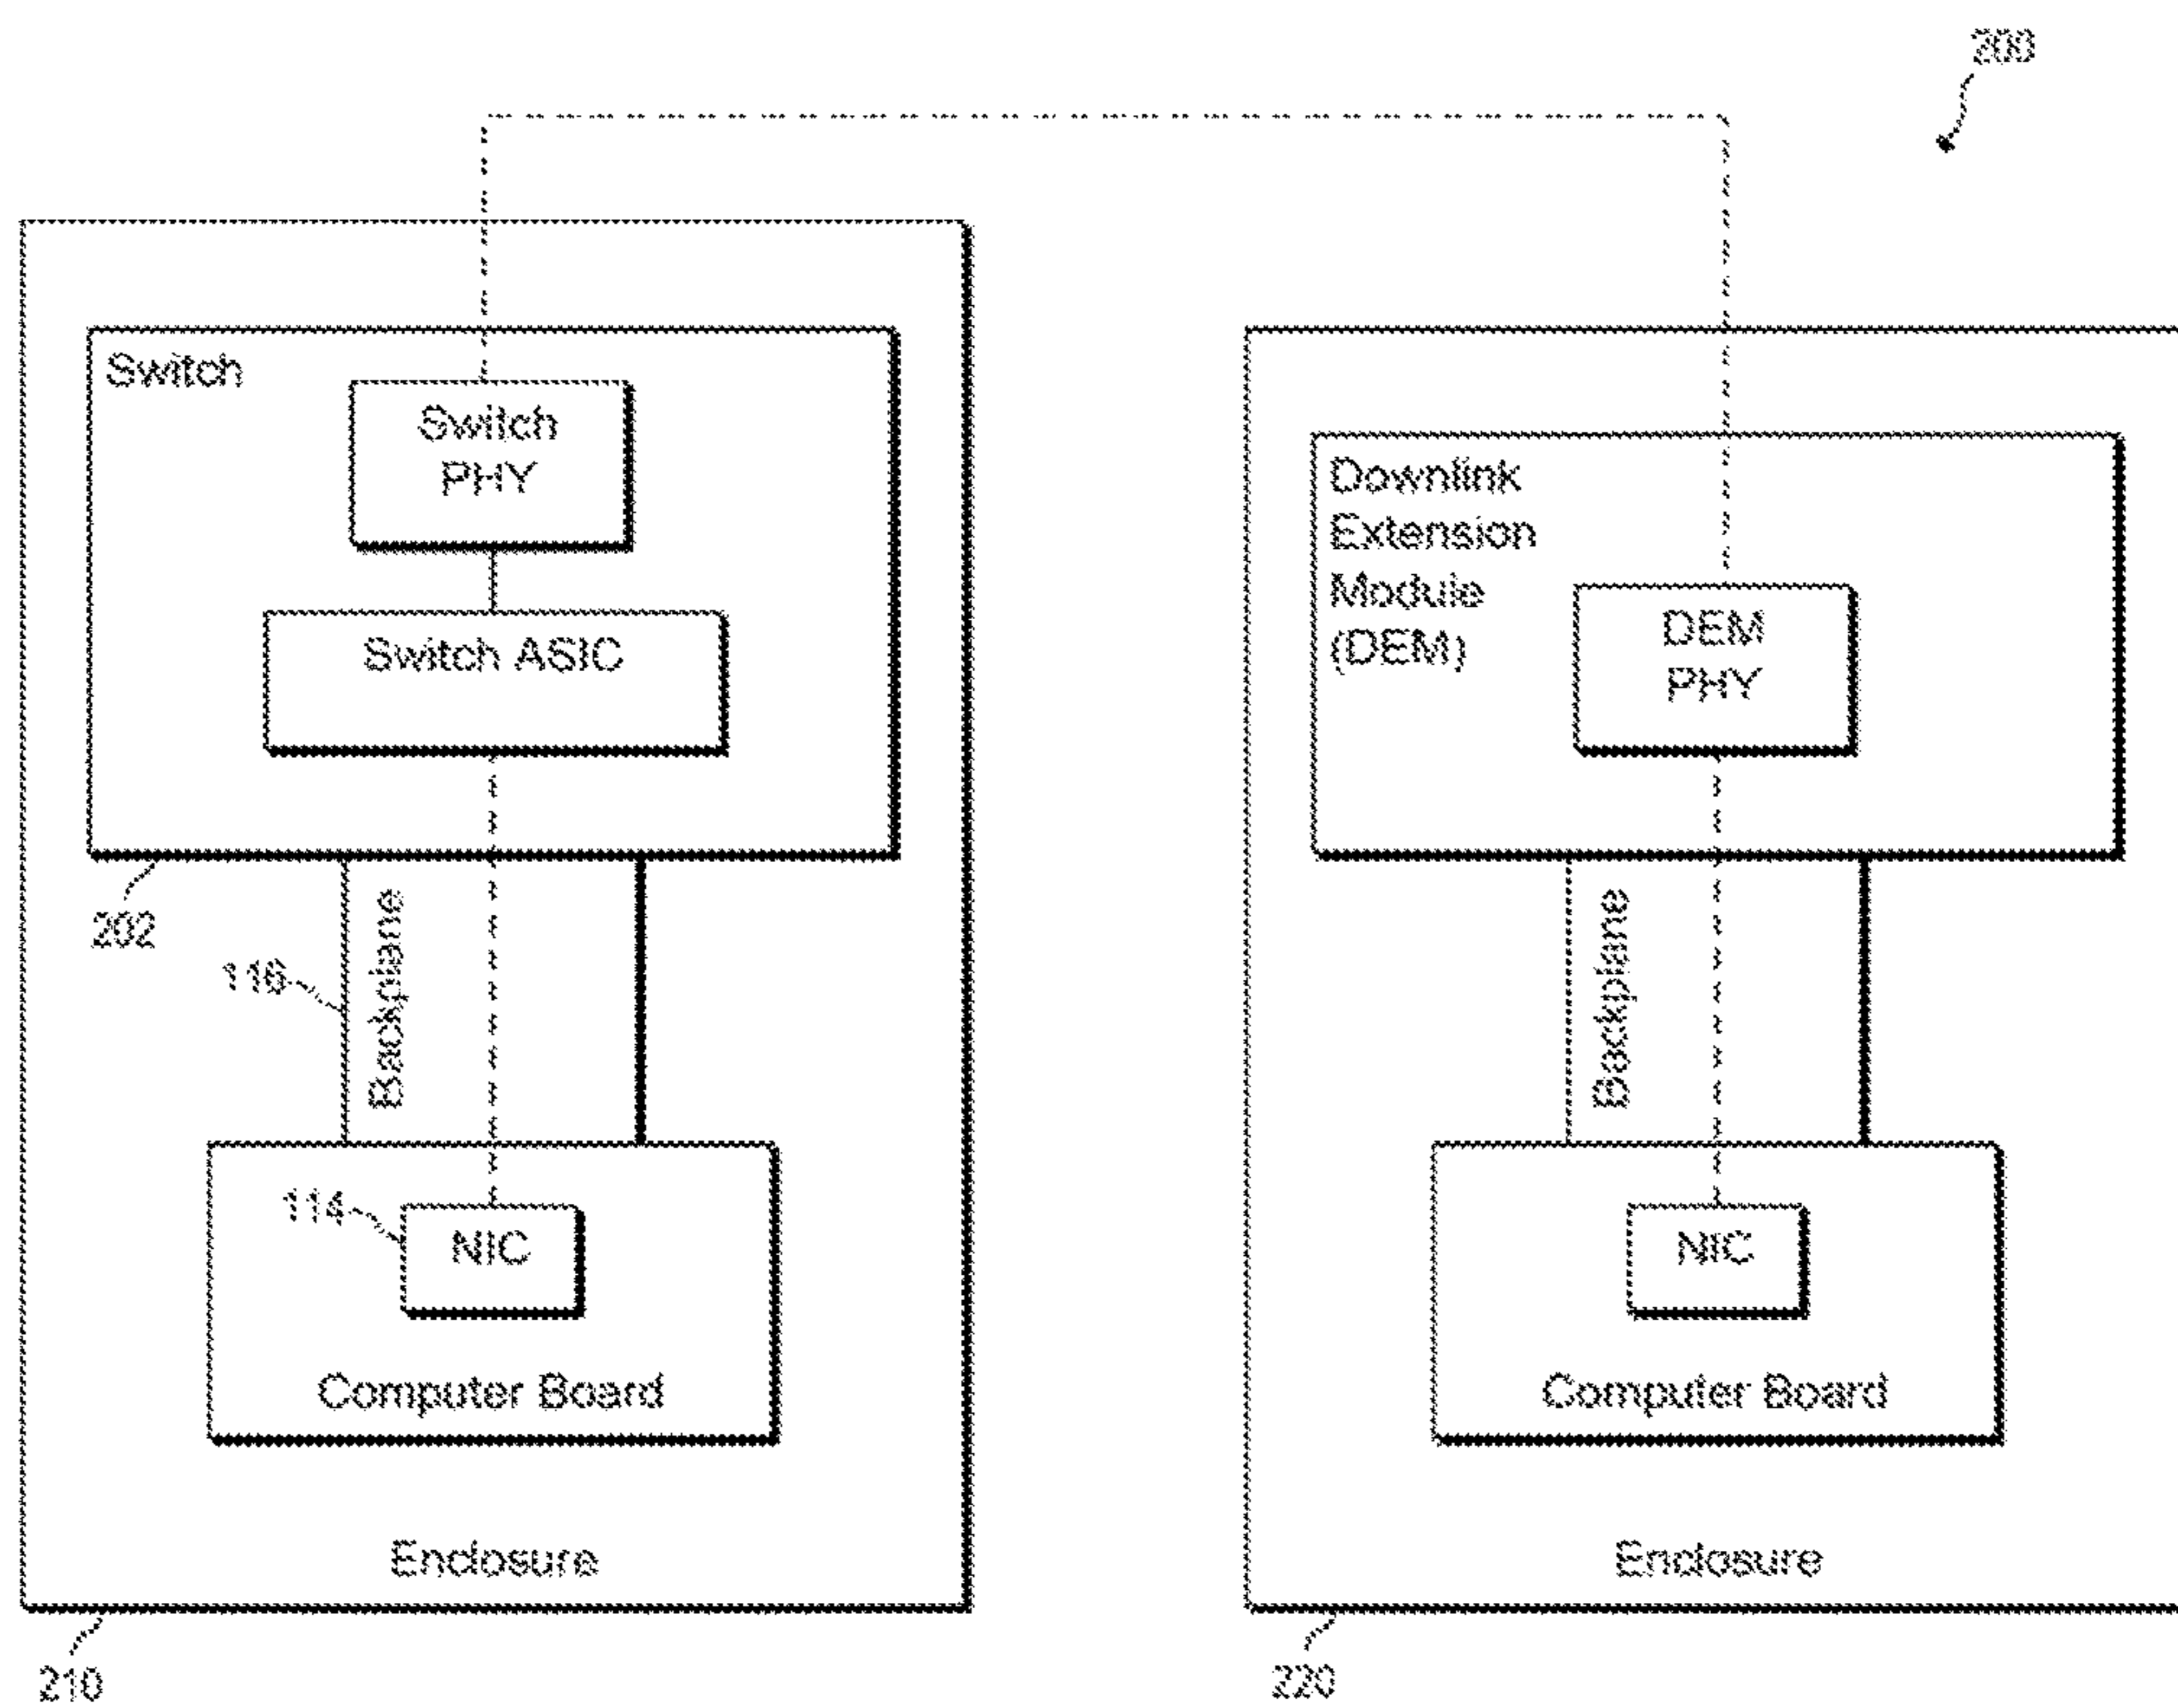 200
Switch
Switch
PHY
Switch ASIC
202
116
Backplane
114
NIC
Computer Board
Enclosure
210
Downlink
Extension
Module
(DEM)
DEM
PHY
Backplane
NIC
Computer Board
Enclosure
220